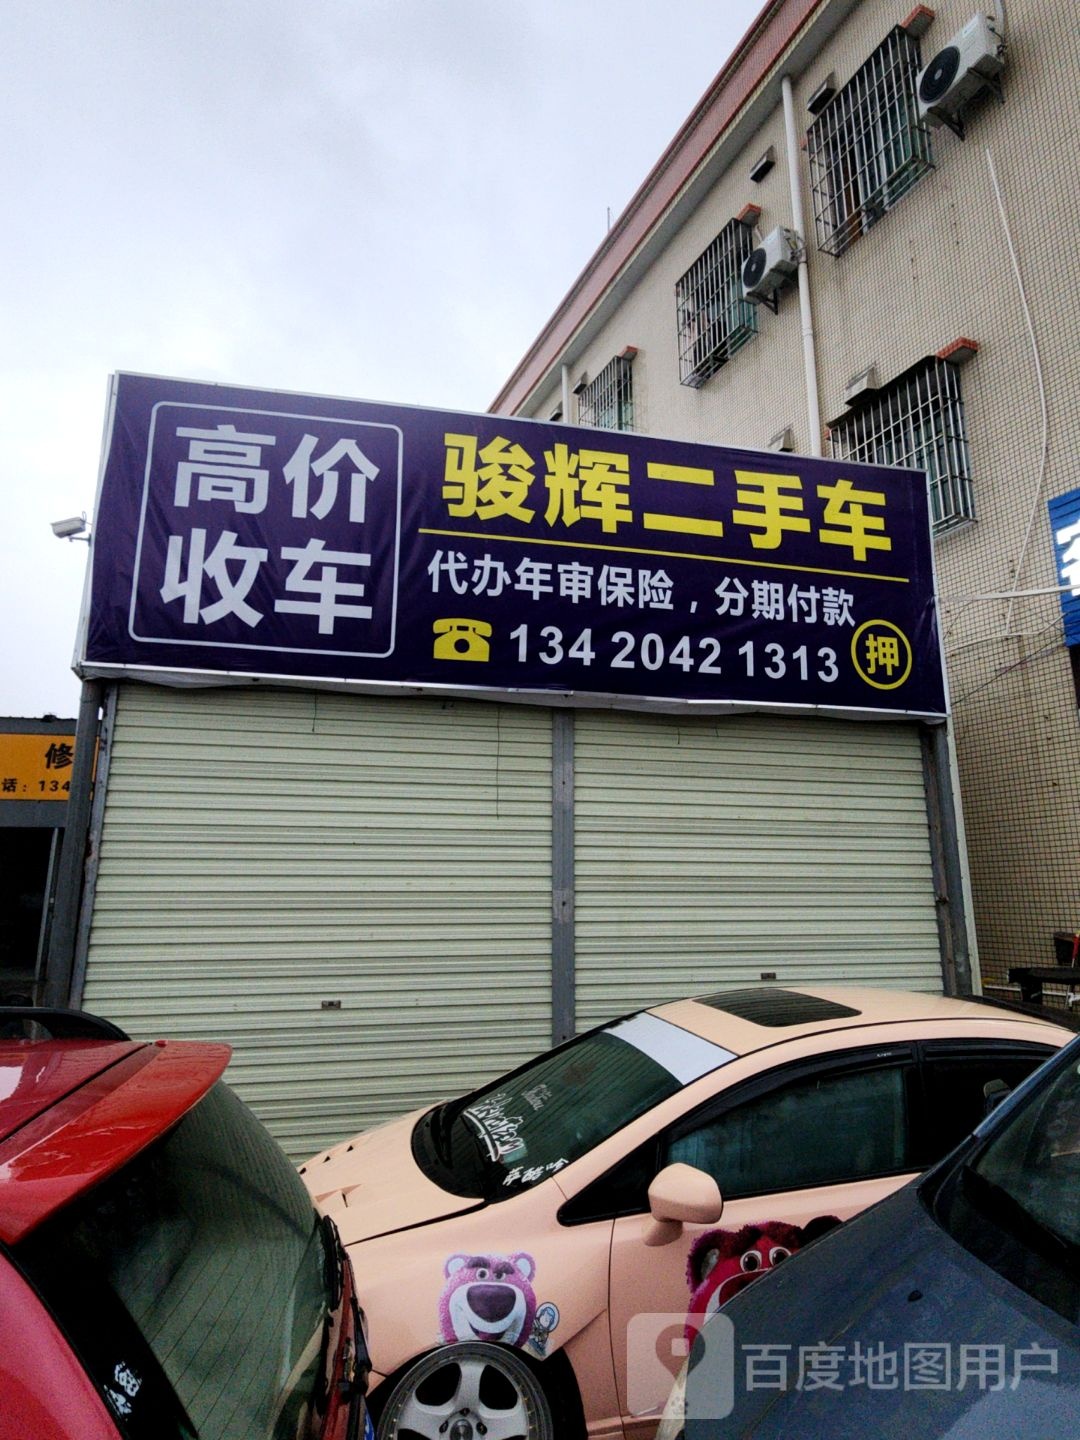 高价
收车
骏辉二手车
代办年审保险，分期付款
☎134 2042 1313 押
修
话：134
百度地图用户